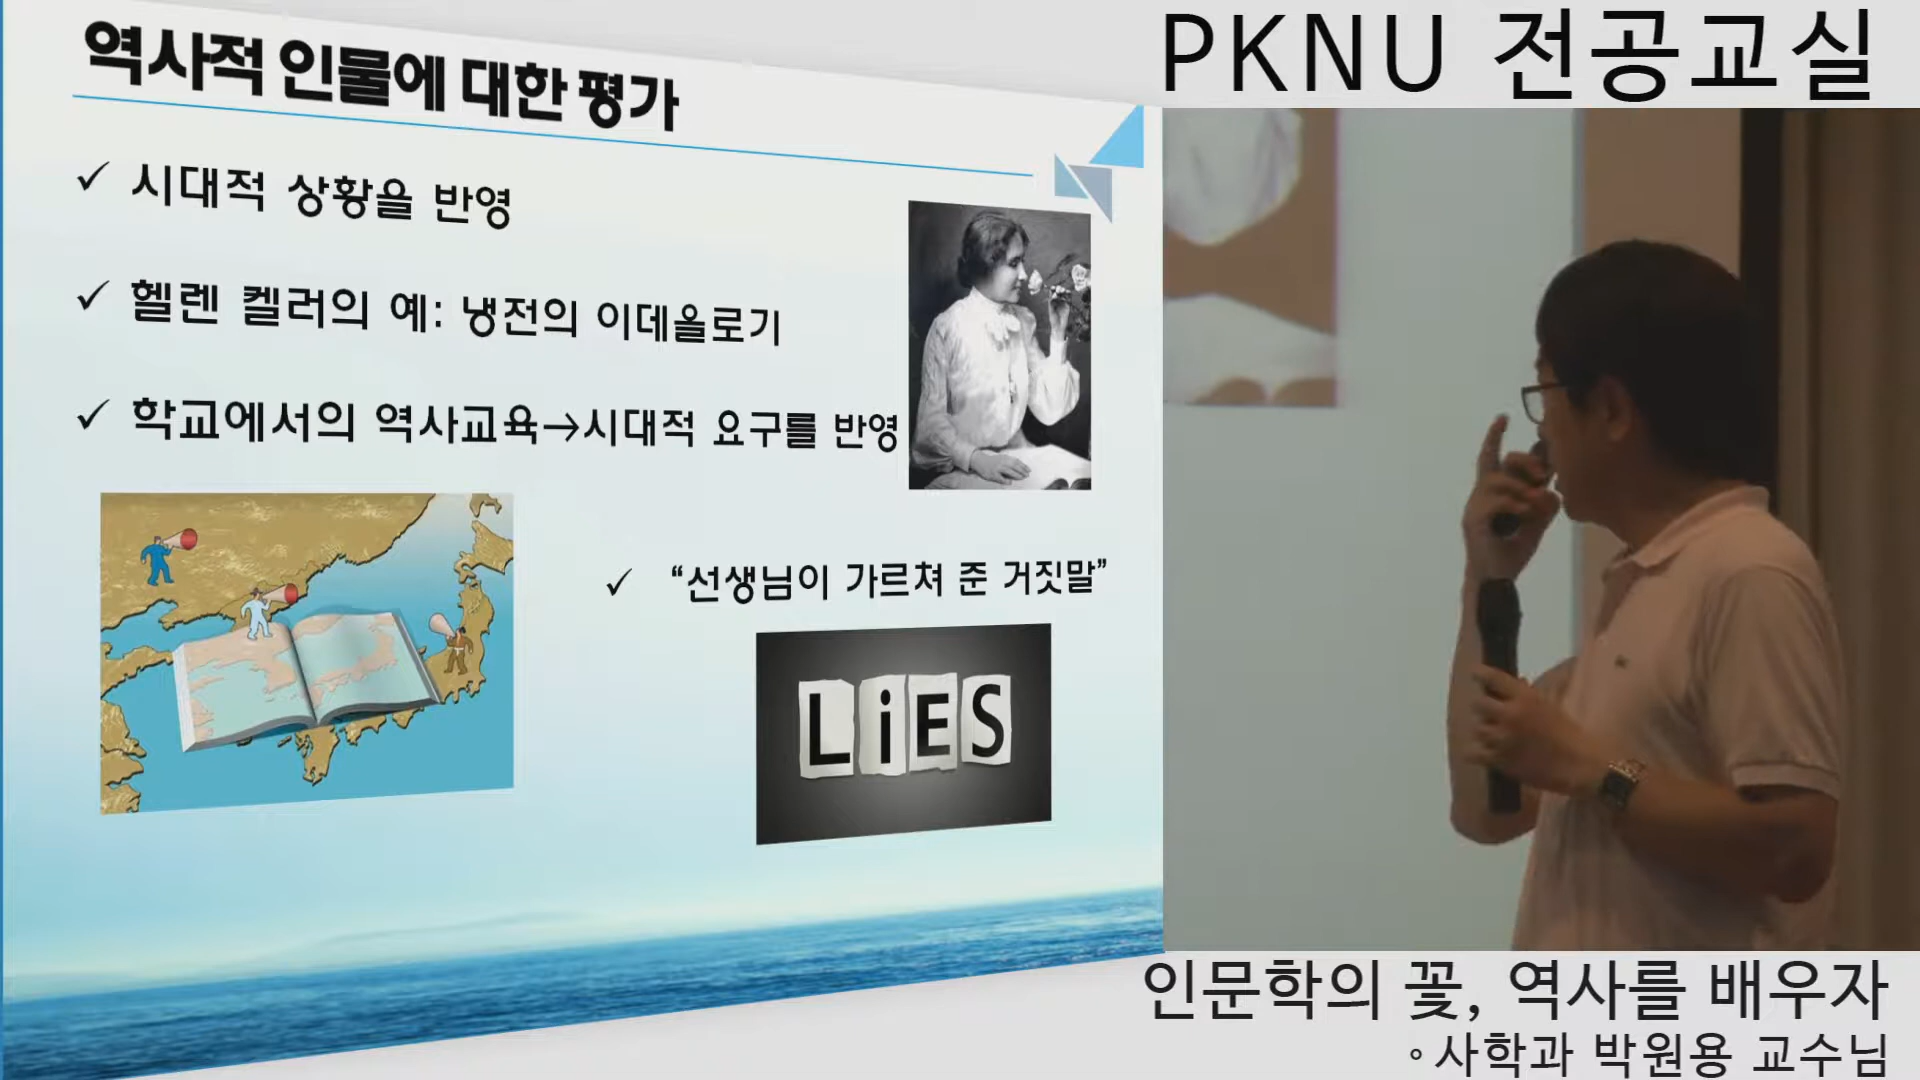 역사적 인물에 대한 평가
✓ 시대적 상황을 반영
✓ 헬렌 켈러의 예: 냉전의 이데올로기
✓ 학교에서의 역사교육→시대적 요구를 반영
✓ “선생님이 가르쳐 준 거짓말”
LiES
PKNU 전공교실
인문학의 꽃, 역사를 배우자
◦사학과 박원용 교수님